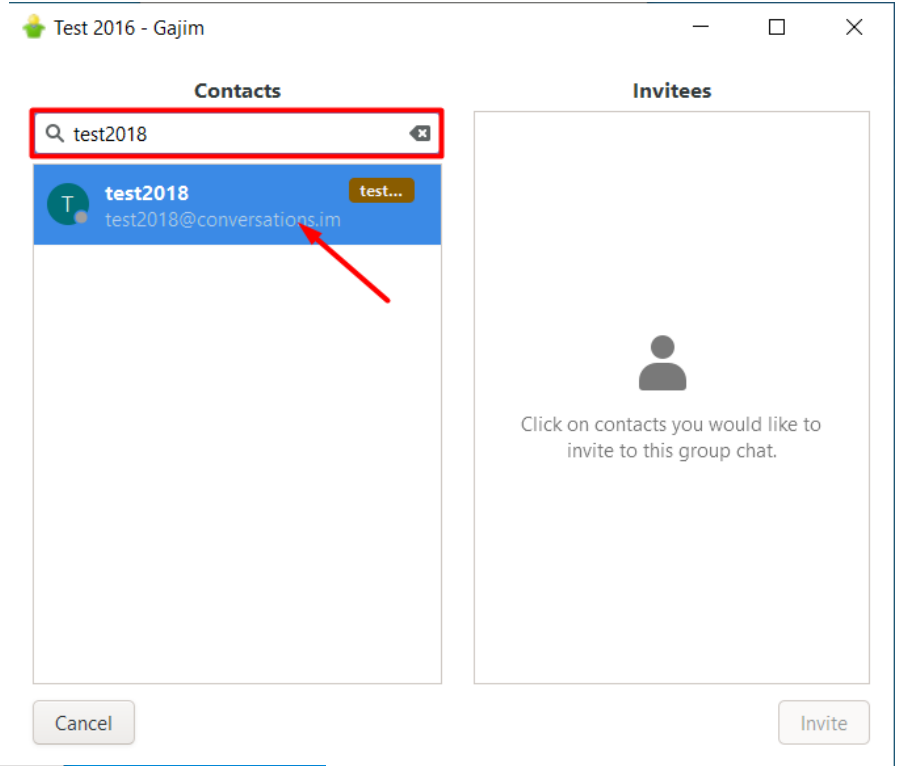 Test 2016 - Gajim
Contacts
Invitees
test2018
T
test2018
test...
test2018@conversations.im
Click on contacts you would like to
invite to this group chat.
Cancel
Invite